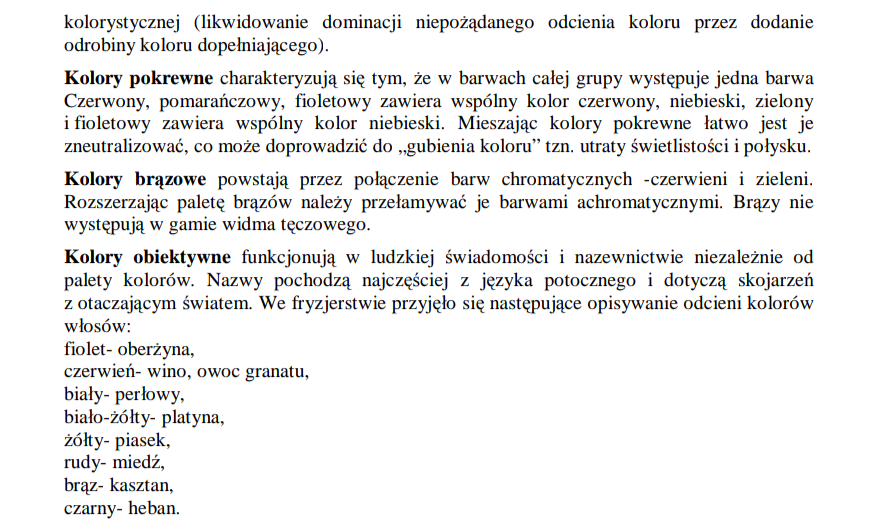 kolorystycznej (likwidowanie dominacji niepożądanego odcienia koloru przez dodanie
odrobiny koloru dopełniającego).
Kolory pokrewne charakteryzują się tym, że w barwach całej grupy występuje jedna barwa
Czerwony, pomarańczowy, fioletowy zawiera wspólny kolor czerwony, niebieski, zielony
i fioletowy zawiera wspólny kolor niebieski. Mieszając kolory pokrewne łatwo jest je
zneutralizować, co może doprowadzić do „gubienia koloru” tzn. utraty świetlistości i połysku.
Kolory brązowe powstają przez połączenie barw chromatycznych -czerwieni i zieleni.
Rozszerzając paletę brązów należy przełamywać je barwami achromatycznymi. Brązy nie
występują w gamie widma tęczowego.
Kolory obiektywne funkcjonują w ludzkiej świadomości i nazewnictwie niezależnie od
palety kolorów. Nazwy pochodzą najczęściej z języka potocznego i dotyczą skojarzeń
z otaczającym światem. We fryzjerstwie przyjęło się następujące opisywanie odcieni kolorów
włosów:
fiolet- oberżyna,
czerwień- wino, owoc granatu,
biały- perłowy,
biało-żółty- platyna,
żółty- piasek,
rudy- miedź,
brąz- kasztan,
czarny- heban.